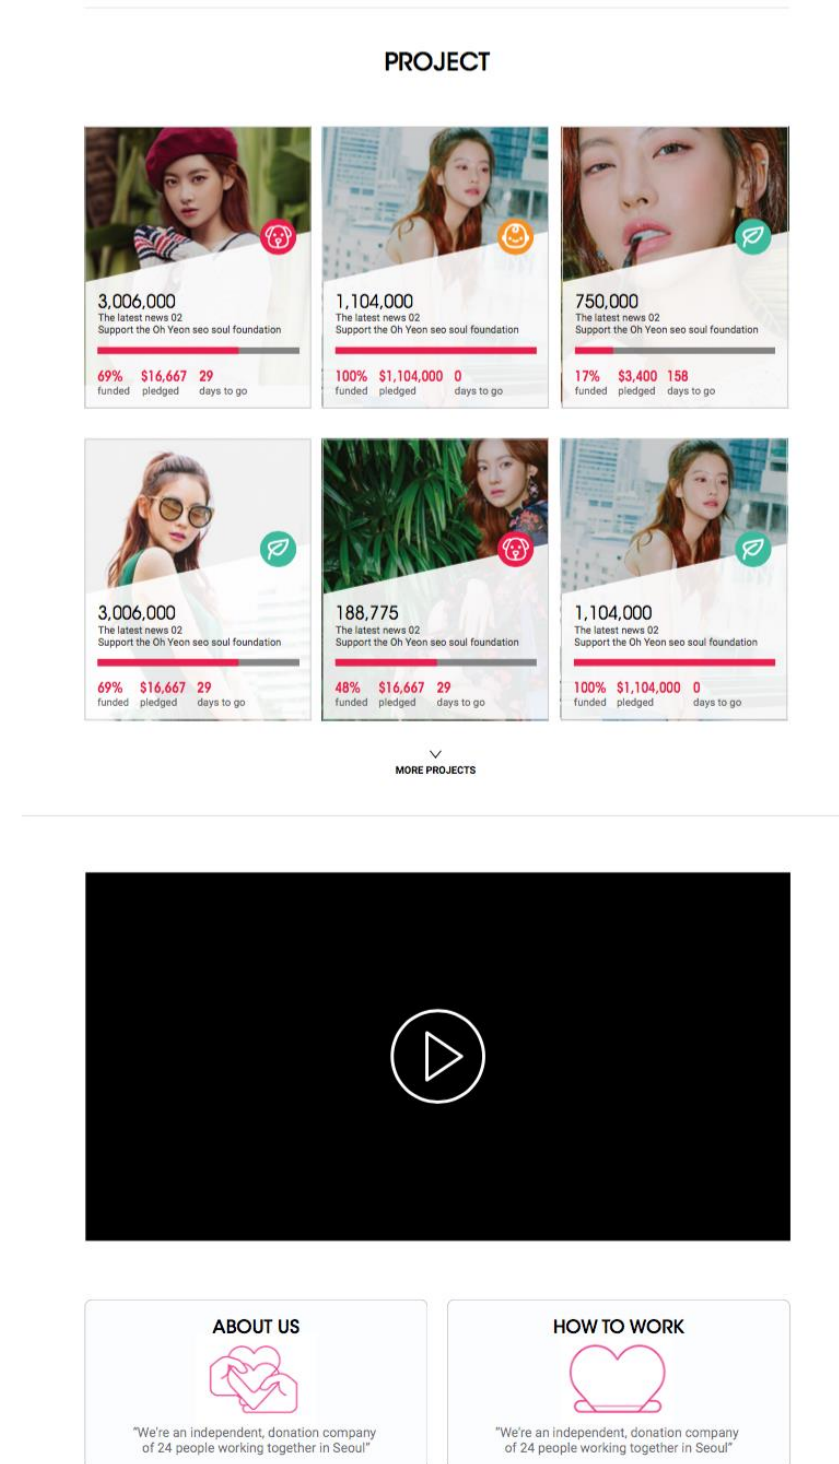 PROJECT
3,006,000
The latest news 02
Support the Oh Yeon seo soul foundation
69% $16,667 29
funded pledged days to go
1,104,000
The latest news 02
Support the Oh Yeon seo soul foundation
100% $1,104,000 0
funded pledged days to go
750,000
The latest news 02
Support the Oh Yeon seo soul foundation
17% $3,400 158
funded pledged days to go
3,006,000
The latest news 02
Support the Oh Yeon seo soul foundation
69% $16,667 29
funded pledged days to go
188,775
The latest news 02
Support the Oh Yeon seo soul foundation
48% $16,667 29
funded pledged days to go
1,104,000
The latest news 02
Support the Oh Yeon seo soul foundation
100% $1,104,000 0
funded pledged days to go
MORE PROJECTS
ABOUT US
"We're an independent, donation company
of 24 people working together in Seoul"
HOW TO WORK
"We're an independent, donation company
of 24 people working together in Seoul"